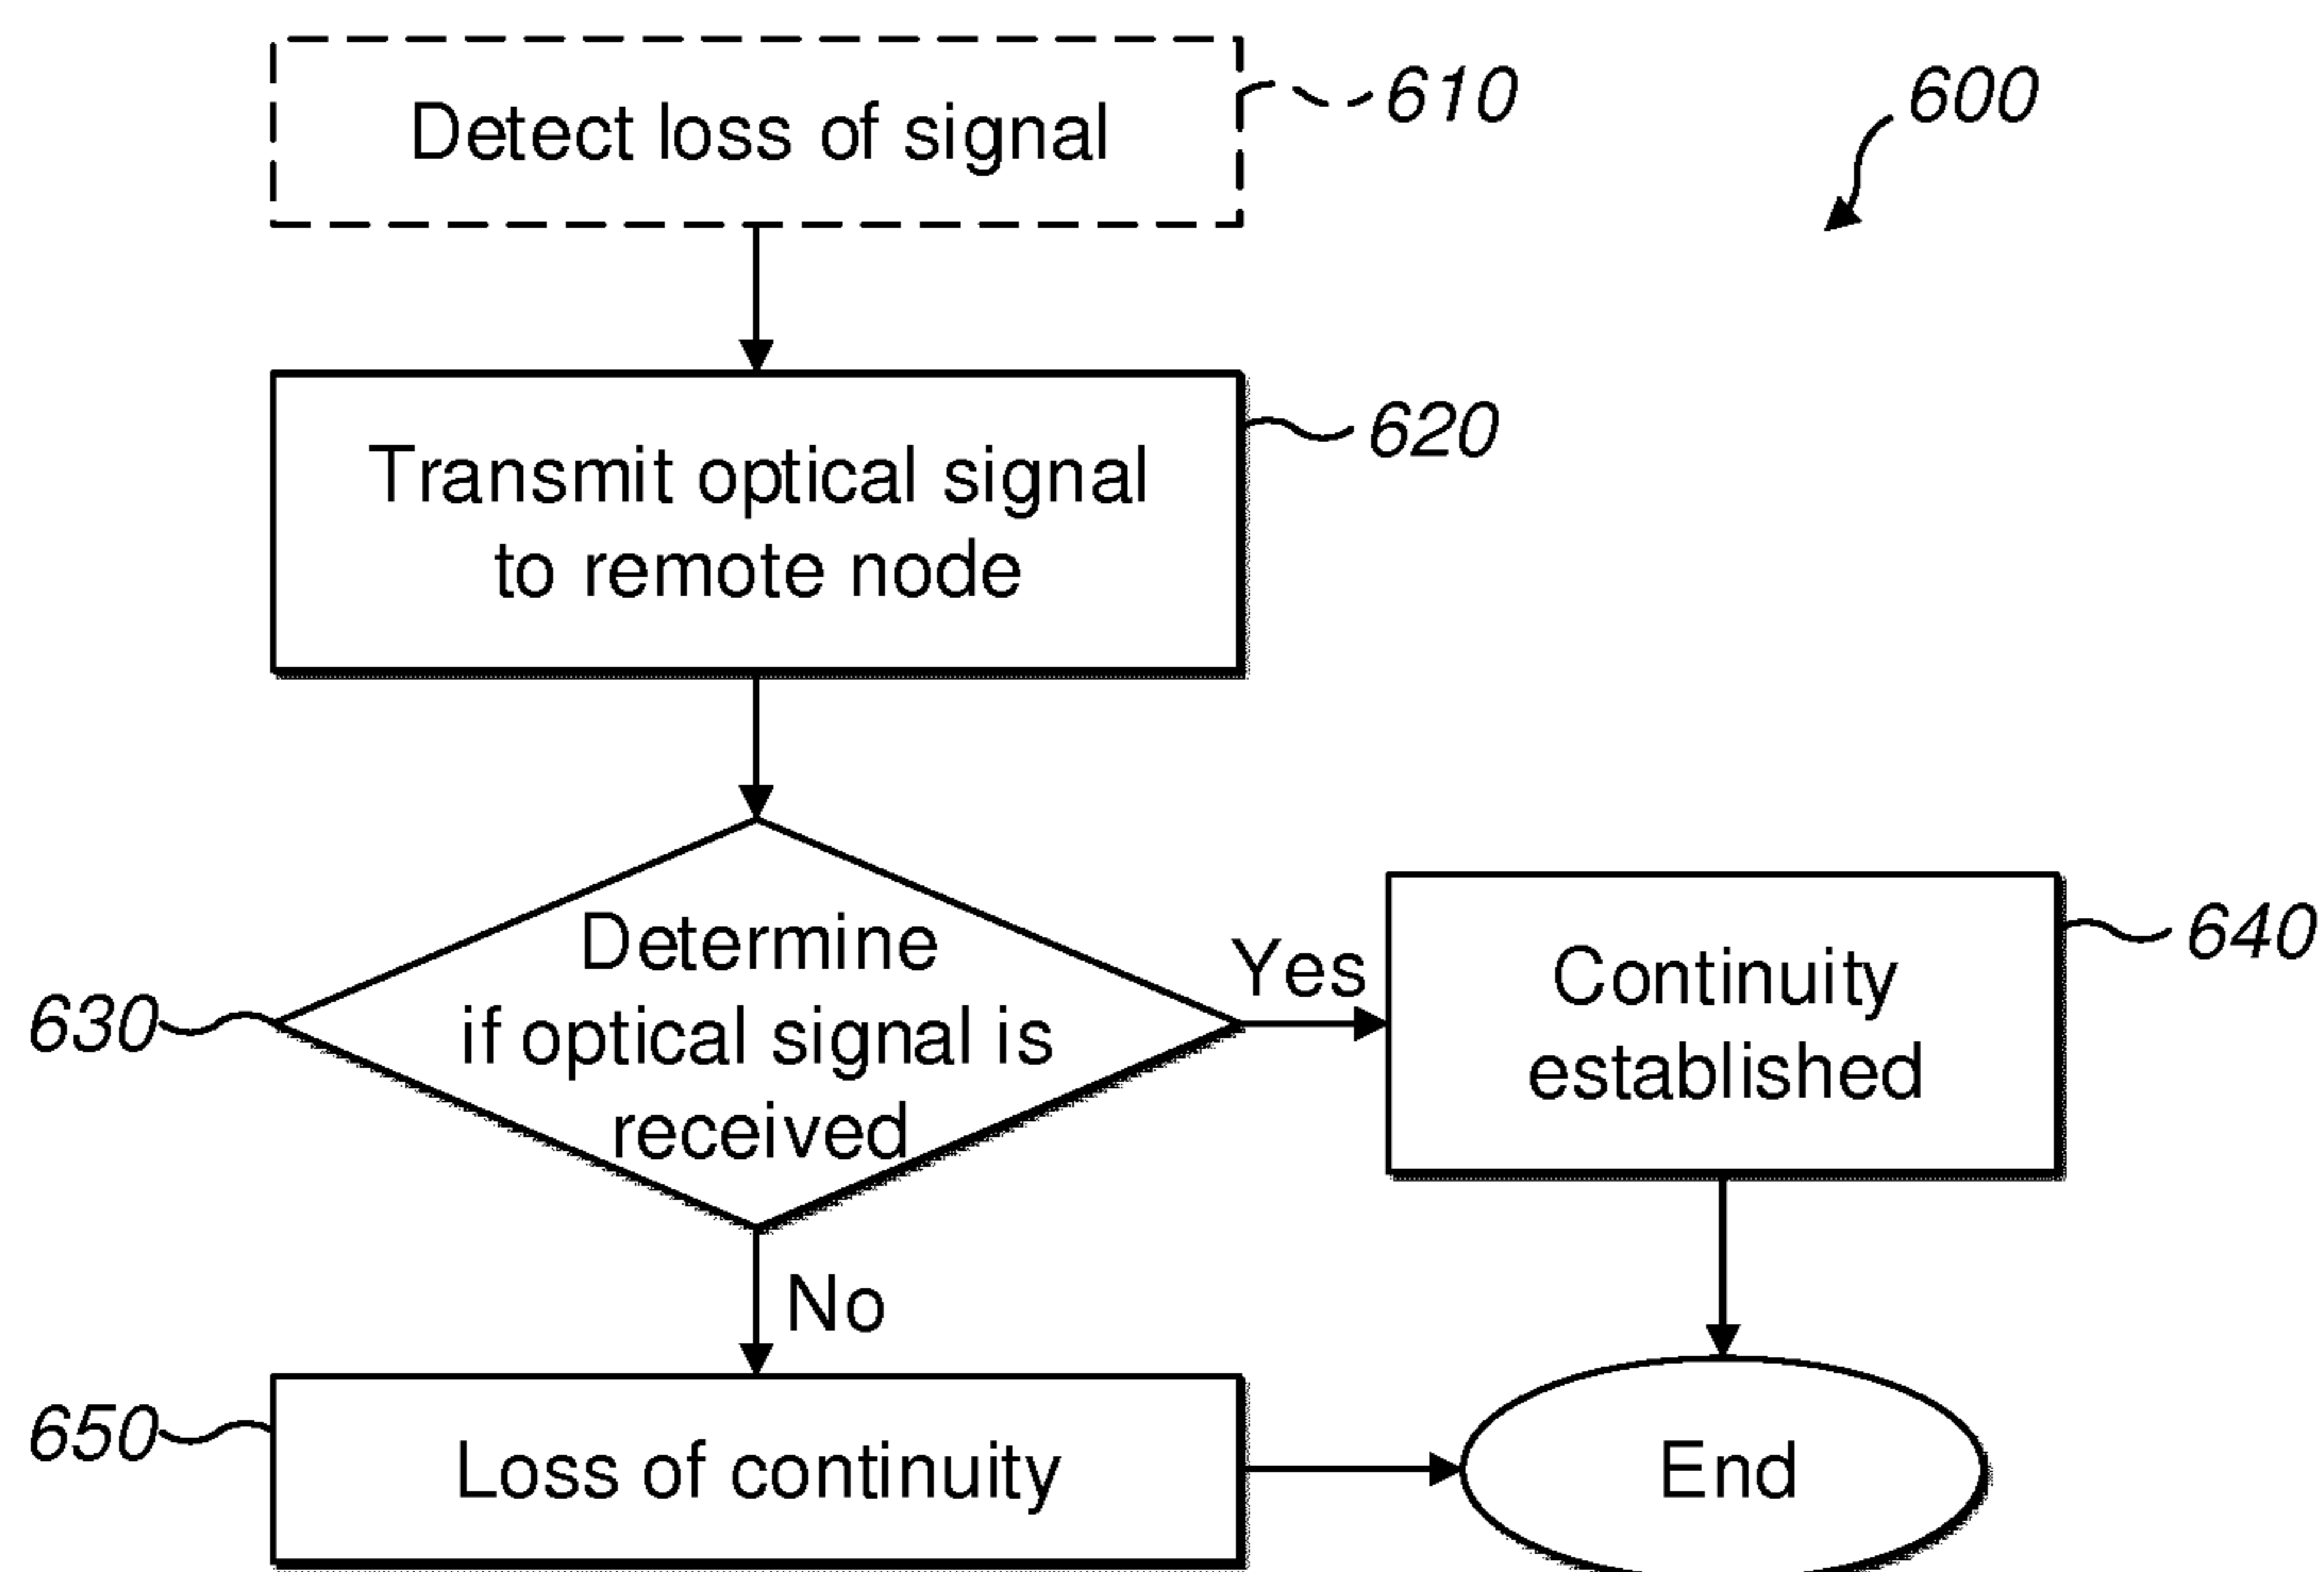 Detect loss of signal
610
600
Transmit optical signal
to remote node
620
Determine
if optical signal is
received
630
Yes
Continuity
established
640
No
Loss of continuity
650
End